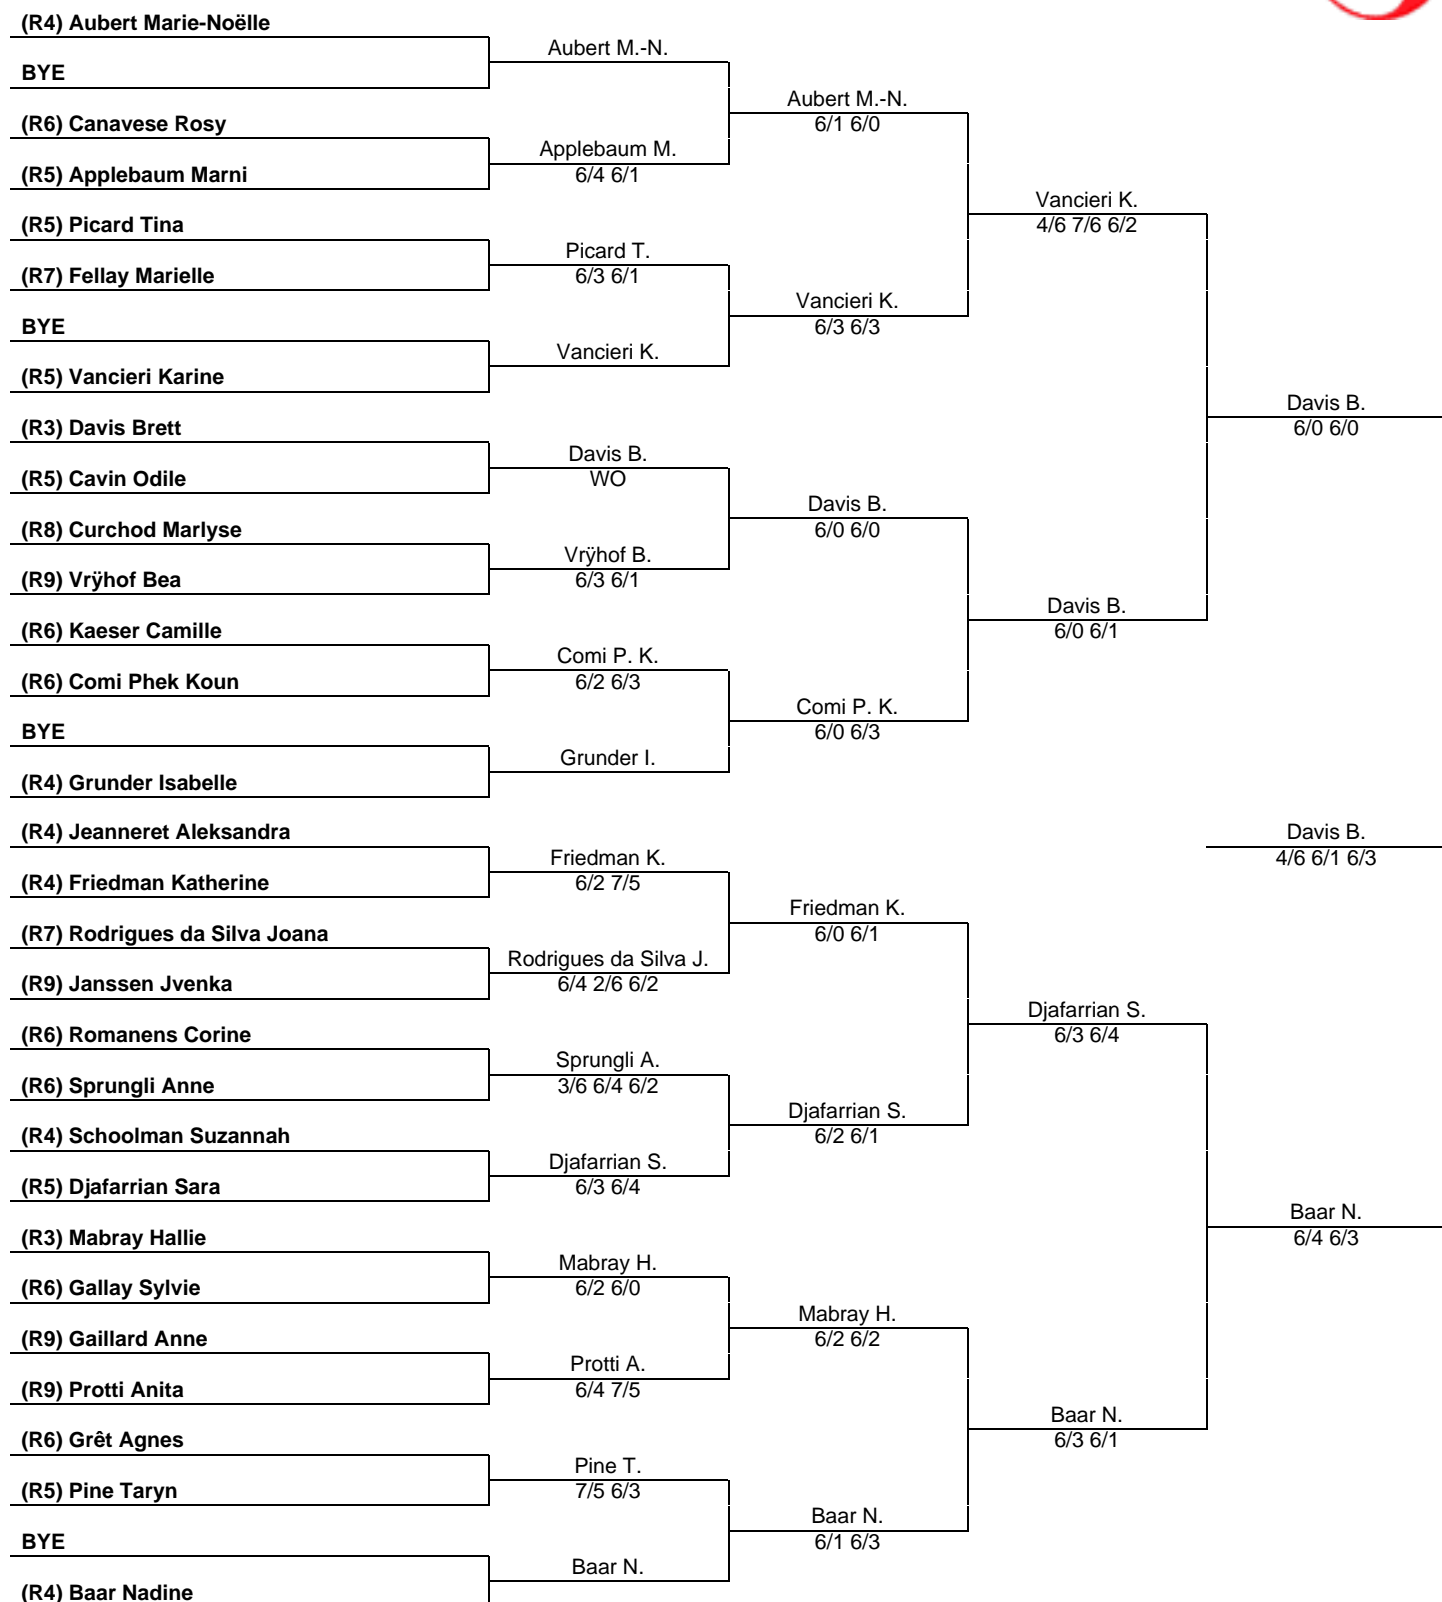 (R4) Aubert Marie-Noëlle
Aubert M.-N.
BYE
Aubert M.-N.
6/1 6/0
(R6) Canavese Rosy
Applebaum M.
6/4 6/1
(R5) Applebaum Marni
Vancieri K.
4/6 7/6 6/2
(R5) Picard Tina
Picard T.
6/3 6/1
(R7) Fellay Marielle
Vancieri K.
6/3 6/3
BYE
Vancieri K.
(R5) Vancieri Karine
Davis B.
6/0 6/0
(R3) Davis Brett
Davis B.
WO
(R5) Cavin Odile
Davis B.
6/0 6/0
(R8) Curchod Marlyse
Vrÿhof B.
6/3 6/1
(R9) Vrÿhof Bea
Davis B.
6/0 6/1
(R6) Kaeser Camille
Comi P. K.
6/2 6/3
(R6) Comi Phek Koun
Comi P. K.
6/0 6/3
BYE
Grunder I.
(R4) Grunder Isabelle
(R4) Jeanneret Aleksandra
Davis B.
4/6 6/1 6/3
Friedman K.
6/2 7/5
(R4) Friedman Katherine
Friedman K.
6/0 6/1
(R7) Rodrigues da Silva Joana
Rodrigues da Silva J.
6/4 2/6 6/2
(R9) Janssen Jvenka
Djafarrian S.
6/3 6/4
(R6) Romanens Corine
Sprungli A.
3/6 6/4 6/2
(R6) Sprungli Anne
Djafarrian S.
6/2 6/1
(R4) Schoolman Suzannah
Djafarrian S.
6/3 6/4
(R5) Djafarrian Sara
Baar N.
6/4 6/3
(R3) Mabray Hallie
Mabray H.
6/2 6/0
(R6) Gallay Sylvie
Mabray H.
6/2 6/2
(R9) Gaillard Anne
Protti A.
6/4 7/5
(R9) Protti Anita
Baar N.
6/3 6/1
(R6) Grêt Agnes
Pine T.
7/5 6/3
(R5) Pine Taryn
Baar N.
6/1 6/3
BYE
Baar N.
(R4) Baar Nadine